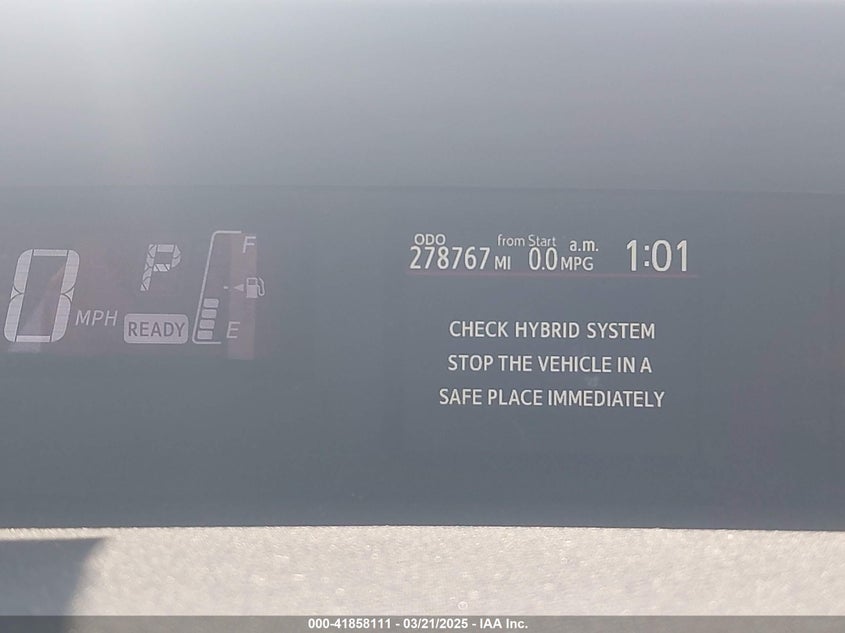 0 MPH
P
READY
F
E
ODO from Start a.m.
278767 MI 0.0 MPG 1:01
CHECK HYBRID SYSTEM
STOP THE VEHICLE IN A
SAFE PLACE IMMEDIATELY
000-41858111 - 03/21/2025 - IAA Inc.